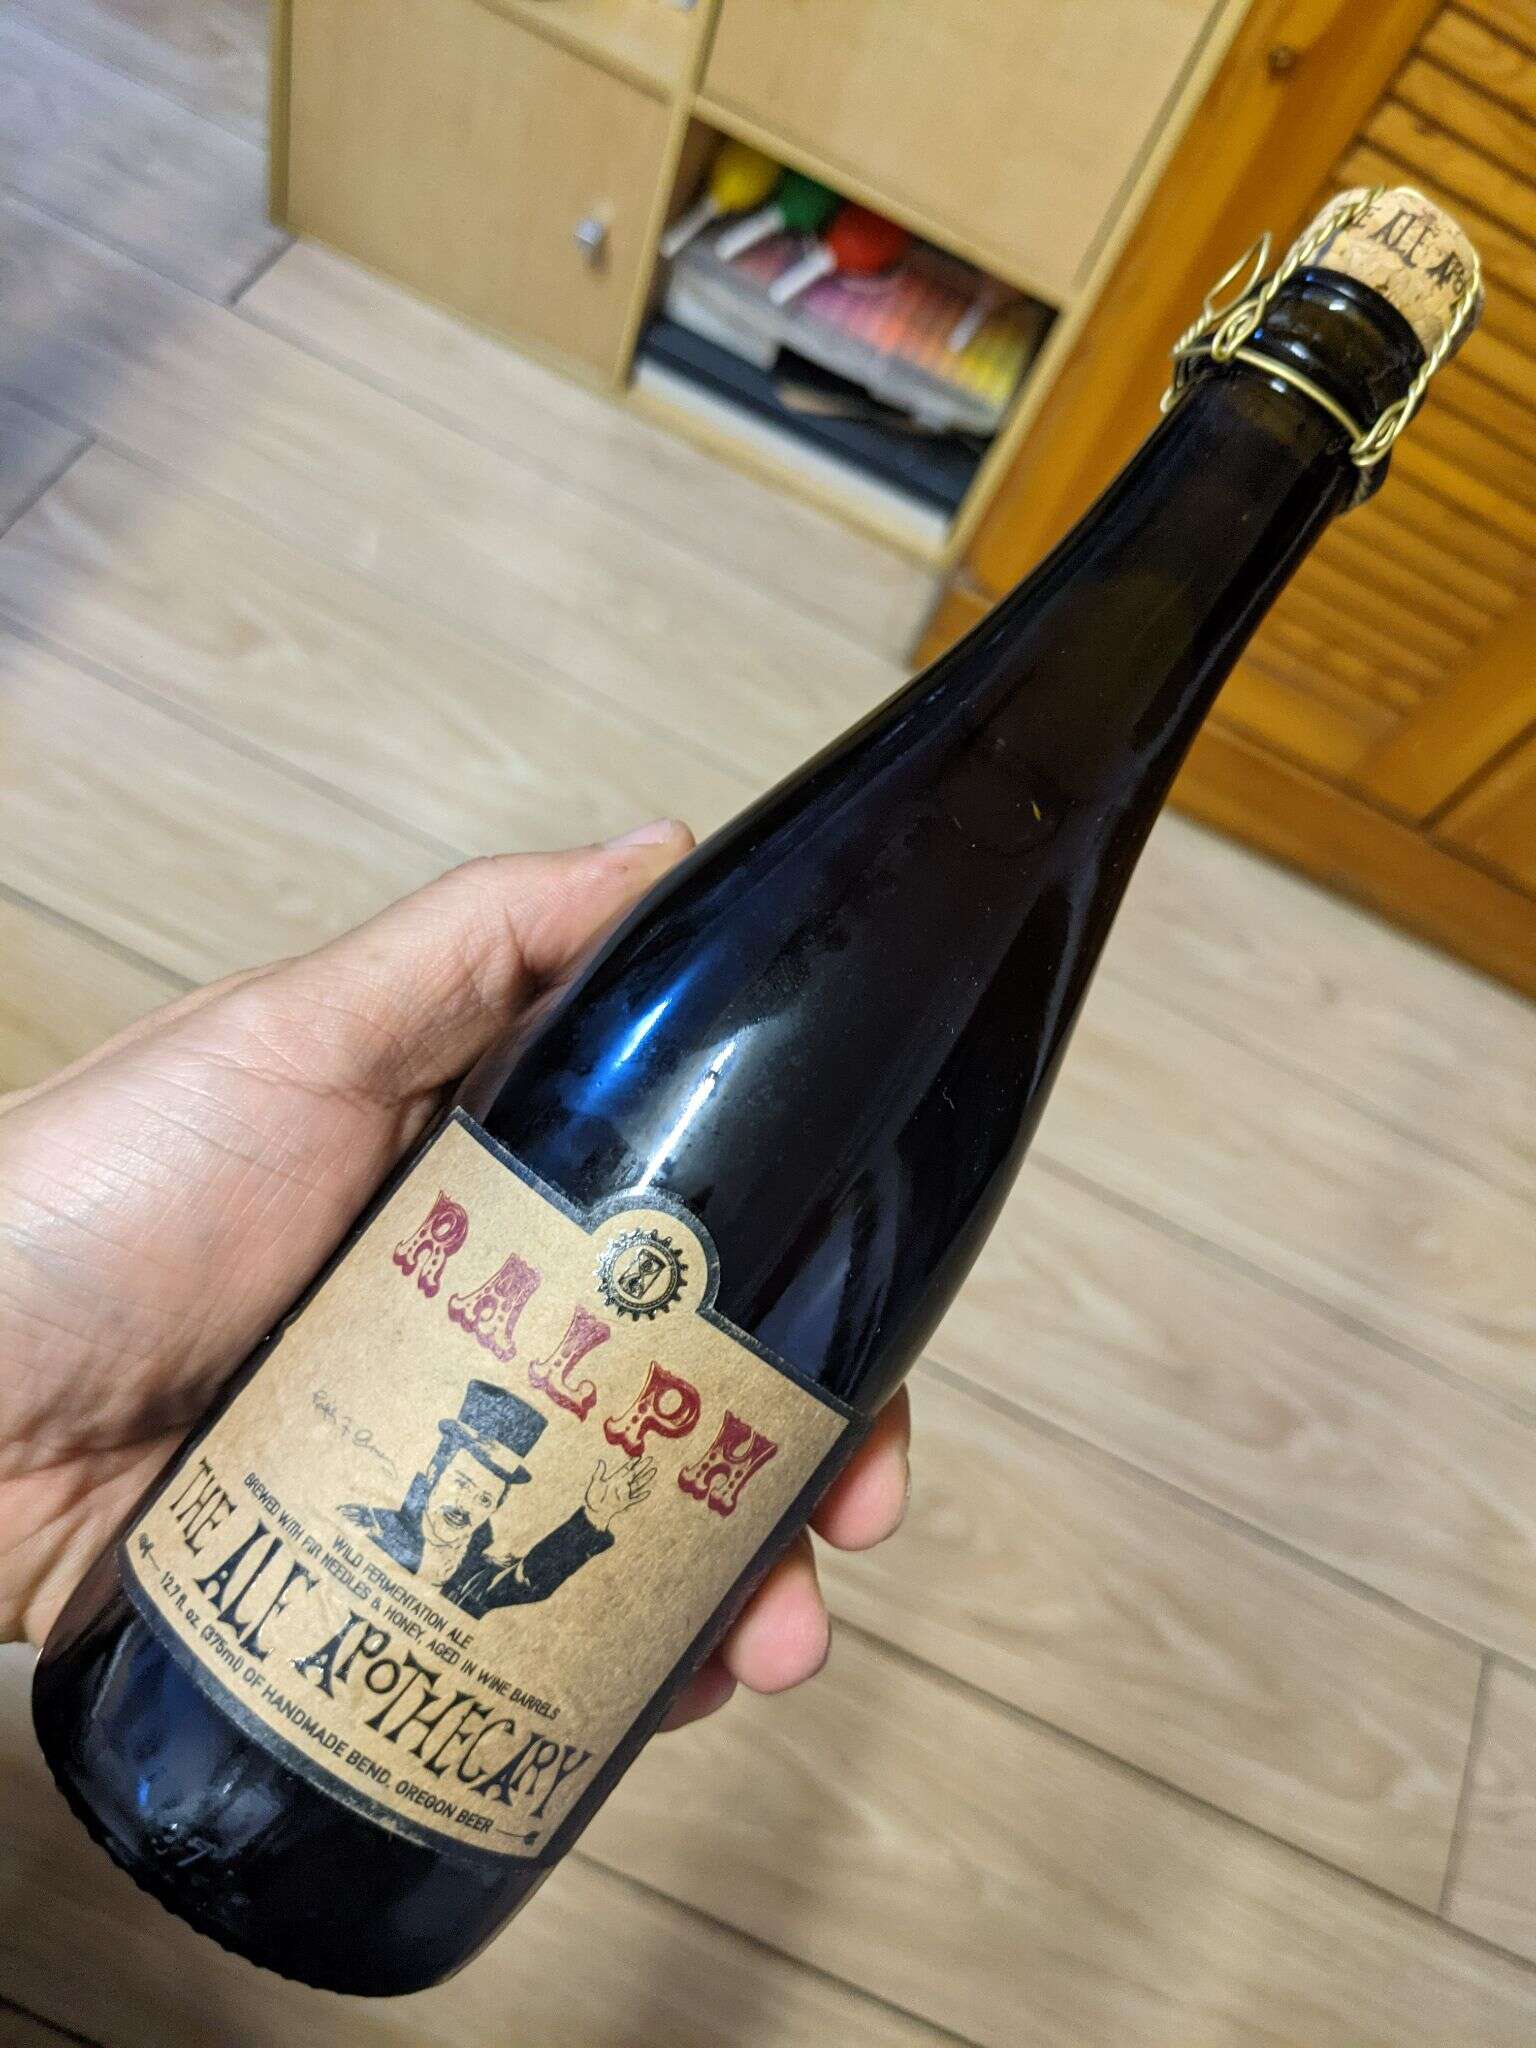 THE ALE APO
RALPH
WILD FERMENTATION ALE
BREWED WITH FIR NEEDLES & HONEY, AGED IN WINE BARRELS
THE ALE APOTHECARY
12.7 fl. oz. (375ml) OF HANDMADE BEND, OREGON BEER